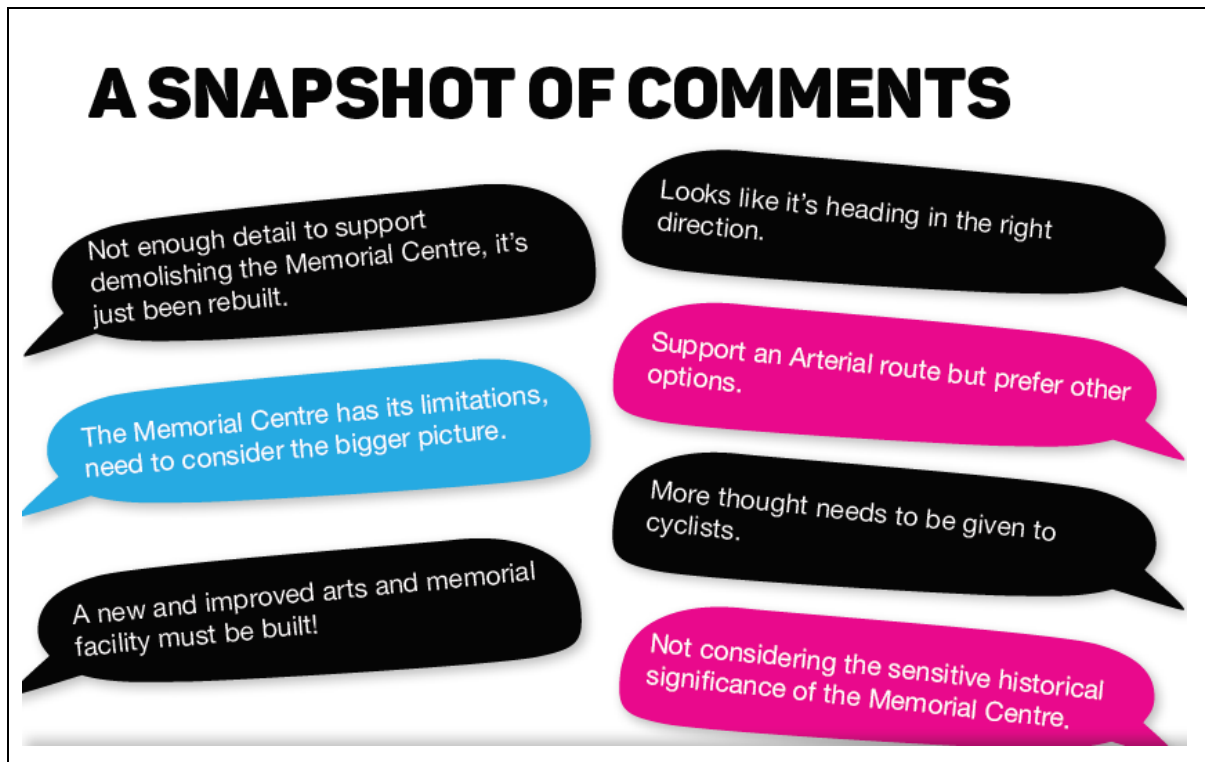 A SNAPSHOT OF COMMENTS
Not enough detail to support
demolishing the Memorial Centre, it's
just been rebuilt.
The Memorial Centre has its limitations,
need to consider the bigger picture.
A new and improved arts and memorial
facility must be built!
Looks like it's heading in the right
direction.
Support an Arterial route but prefer other
options.
More thought needs to be given to
cyclists.
Not considering the sensitive historical
significance of the Memorial Centre.